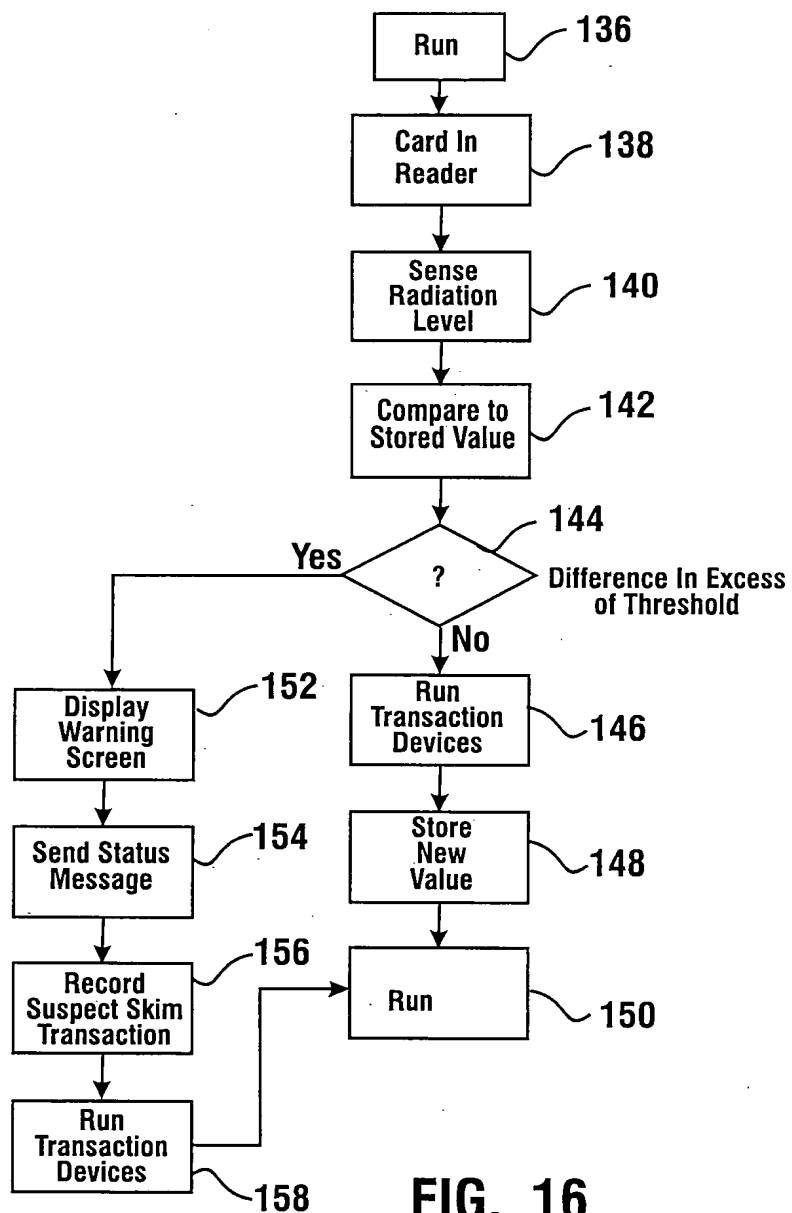 Run
136
Card In
Reader
138
Sense
Radiation
Level
140
Compare to
Stored Value
142
144
Yes
?
Difference In Excess
of Threshold
No
Display
Warning
Screen
152
Run
Transaction
Devices
146
Send Status
Message
154
Store
New
Value
148
Record
Suspect Skim
Transaction
156
Run
150
Run
Transaction
Devices
158
FIG. 16